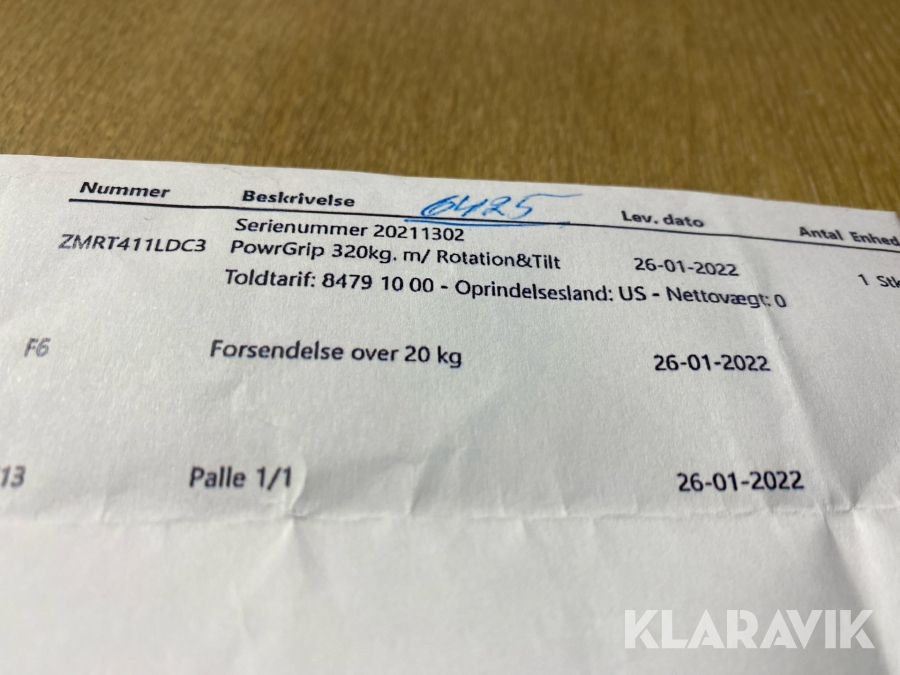 Nummer Beskrivelse 6425 Lev. dato Antal Enhed
Serienummer 20211302
ZMRT411LDC3 PowrGrip 320kg. m/ Rotation&Tilt 26-01-2022 1 Stk
Toldtarif: 8479 10 00 - Oprindelsesland: US - Nettovægt: 0
F6 Forsendelse over 20 kg 26-01-2022
13 Palle 1/1 26-01-2022
KLARAVIK